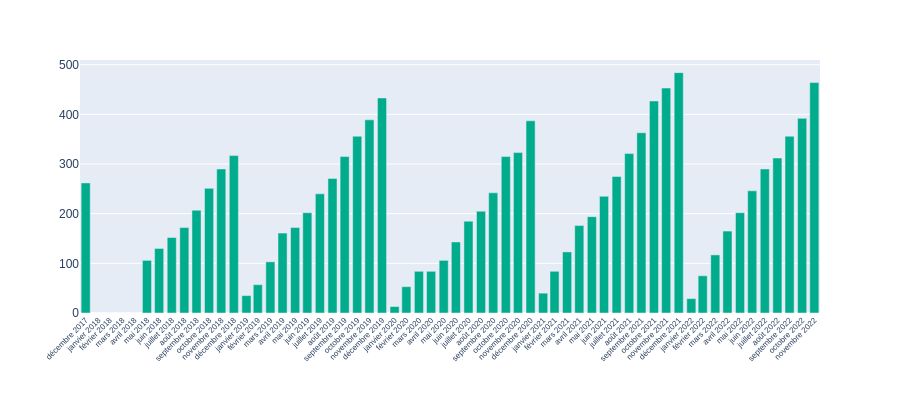 500
400
300
200
100
0
décembre 2017
janvier 2018
février 2018
mars 2018
avril 2018
mai 2018
juin 2018
juillet 2018
août 2018
septembre 2018
octobre 2018
novembre 2018
décembre 2018
janvier 2019
février 2019
mars 2019
avril 2019
mai 2019
juin 2019
juillet 2019
août 2019
septembre 2019
octobre 2019
novembre 2019
décembre 2019
janvier 2020
février 2020
mars 2020
avril 2020
mai 2020
juin 2020
juillet 2020
août 2020
septembre 2020
octobre 2020
novembre 2020
décembre 2020
janvier 2021
février 2021
mars 2021
avril 2021
mai 2021
juin 2021
juillet 2021
août 2021
septembre 2021
octobre 2021
novembre 2021
décembre 2021
janvier 2022
février 2022
mars 2022
avril 2022
mai 2022
juin 2022
juillet 2022
août 2022
septembre 2022
octobre 2022
novembre 2022